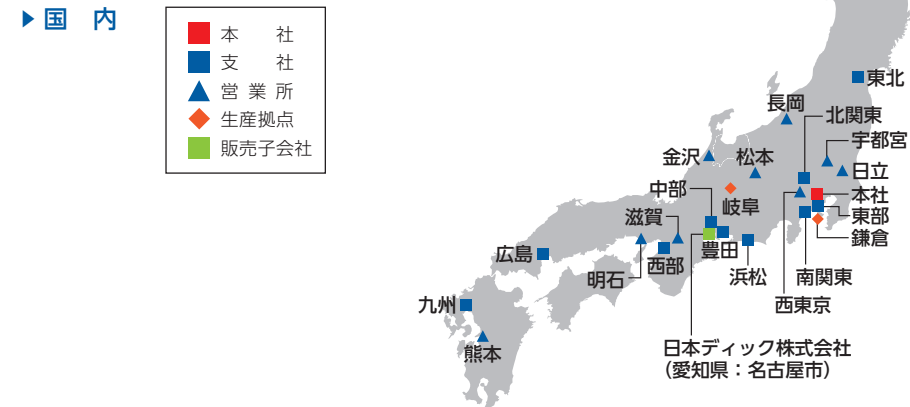 国 内
本 社
支 社
営 業 所
生産拠点
販売子会社
東北
長岡
北関東
宇都宮
金沢
松本
日立
中部
本社
岐阜
滋賀
東部
鎌倉
広島
豊田
西部
浜松
南関東
明石
九州
西東京
熊本
日本ディック株式会社
（愛知県：名古屋市）